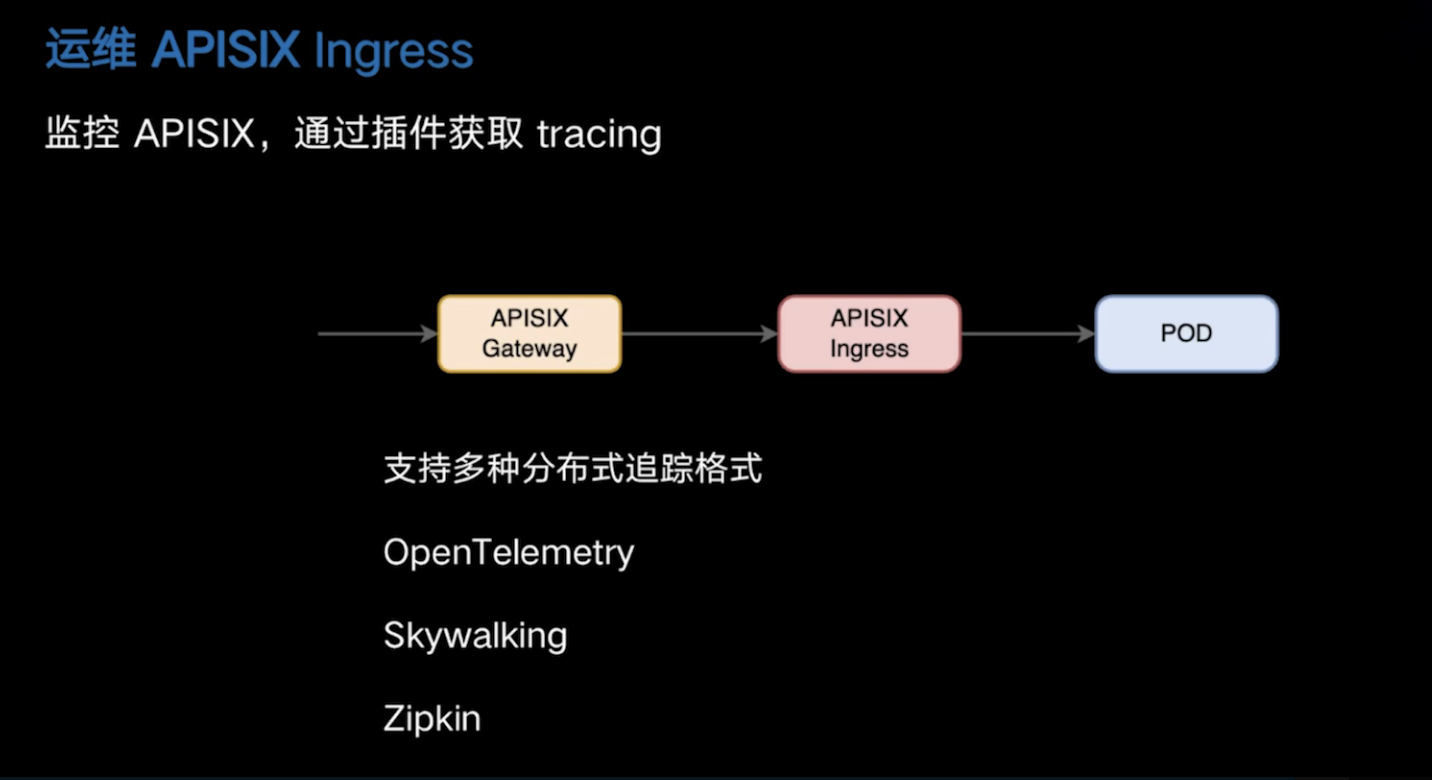 运维 APISIX Ingress
监控 APISIX，通过插件获取 tracing
APISIX
Gateway
APISIX
Ingress
POD
支持多种分布式追踪格式
OpenTelemetry
Skywalking
Zipkin